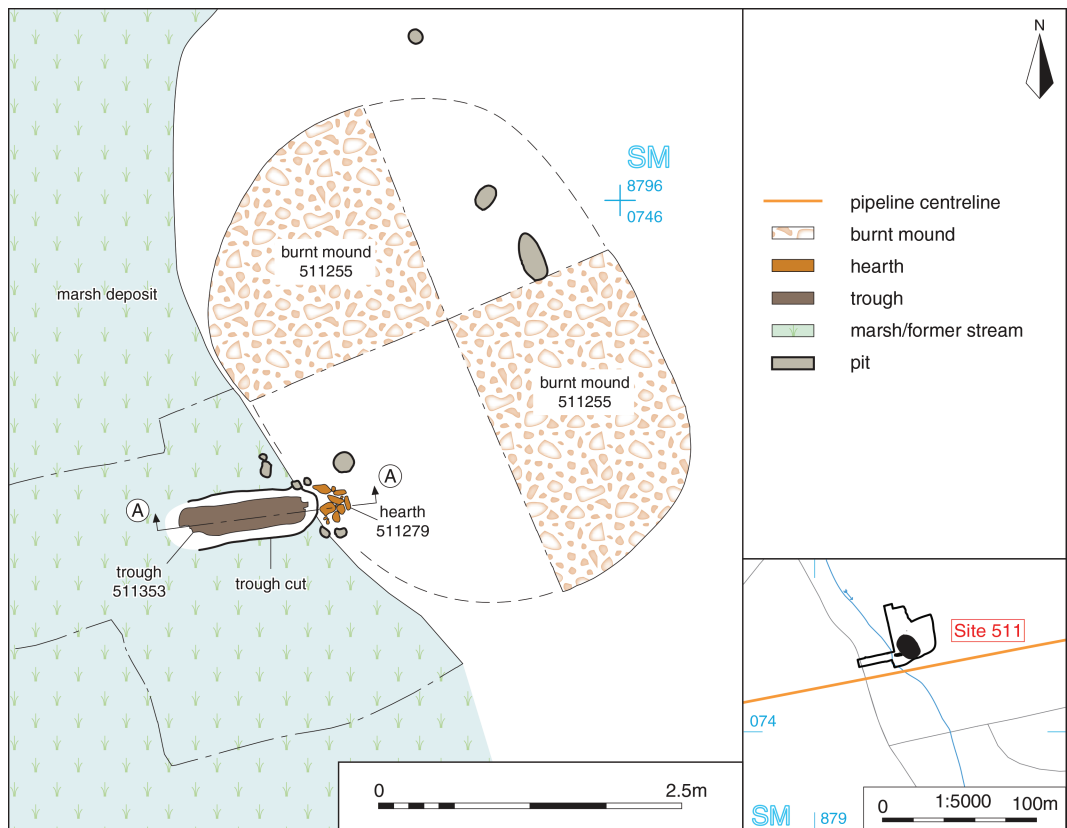 N
SM
8796
0746
burnt mound
511255
marsh deposit
burnt mound
511255
A
hearth
511279
A
trough
511353
trough cut
0
2.5m
pipeline centreline
burnt mound
hearth
trough
marsh/former stream
pit
Site 511
074
SM
879
0
1:5000
100m